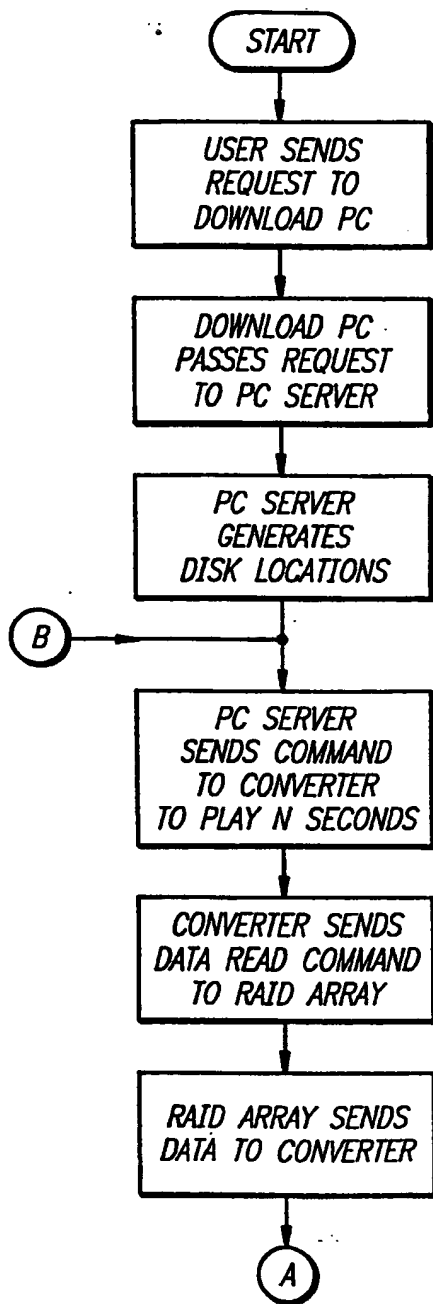 START
USER SENDS
REQUEST TO
DOWNLOAD PC
DOWNLOAD PC
PASSES REQUEST
TO PC SERVER
PC SERVER
GENERATES
DISK LOCATIONS
B
PC SERVER
SENDS COMMAND
TO CONVERTER
TO PLAY N SECONDS
CONVERTER SENDS
DATA READ COMMAND
TO RAID ARRAY
RAID ARRAY SENDS
DATA TO CONVERTER
A